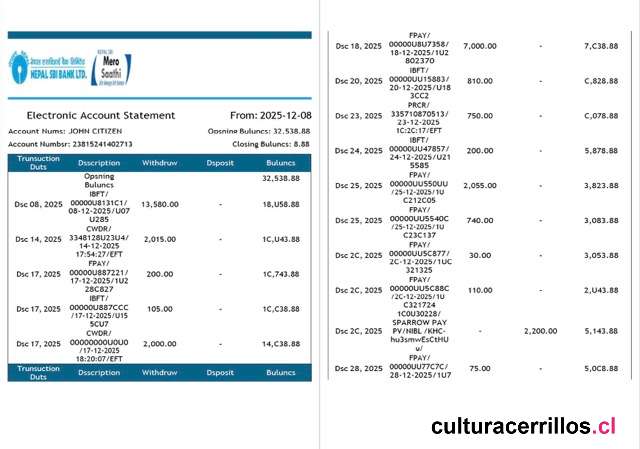 नेपाल एसबिआई बैंक लिमिटेड
NEPAL SBI BANK LTD.
NEPAL SBI
Mero
Saathi
Electronic Account Statement From: 2025-12-08
Account Nums: JOHN CITIZEN Opsning Buluncs: 32,538.88
Account Numbsr: 23815241402713 Closing Buluncs: 8.88
Trunsuction Duts Dsscription Withdruw Dsposit Buluncs
Opsning Buluncs 32,538.88
Dsc 08, 2025 IBFT/ 00000U8131C1/ 08-12-2025/U07 U285 13,580.00 - 18,U58.88
Dsc 14, 2025 CWDR/ 3348128U23U4/ 14-12-2025 17:54:27/EFT 2,015.00 - 1C,U43.88
Dsc 17, 2025 FPAY/ 00000U887221/ 17-12-2025/1U2 28C827 200.00 - 1C,743.88
Dsc 17, 2025 IBFT/ 00000U887CCC /17-12-2025/U15 5CU7 105.00 - 1C,C38.88
Dsc 17, 2025 CWDR/ 00000000U0U0 /17-12-2025 18:20:07/EFT 2,000.00 - 14,C38.88
Trunsuction Duts Dsscription Withdruw Dsposit Buluncs
Dsc 18, 2025 FPAY/ 00000U8U7358/ 18-12-2025/1U2 802370 7,000.00 - 7,C38.88
Dsc 20, 2025 IBFT/ 00000UU15883/ 20-12-2025/U18 3CC2 810.00 - C,828.88
Dsc 23, 2025 PRCR/ 335710870513/ 23-12-2025 1C:2C:17/EFT 750.00 - C,078.88
Dsc 24, 2025 IBFT/ 00000UU47857/ 24-12-2025/U21 5585 200.00 - 5,878.88
Dsc 25, 2025 FPAY/ 00000UU550UU /25-12-2025/1U C212C05 2,055.00 - 3,823.88
Dsc 25, 2025 FPAY/ 00000UU5540C /25-12-2025/1U C23C137 740.00 - 3,083.88
Dsc 2C, 2025 FPAY/ 00000UU5C877/ 2C-12-2025/1UC 321325 30.00 - 3,053.88
Dsc 2C, 2025 FPAY/ 00000UU5C88C /2C-12-2025/1U C321724 110.00 - 2,U43.88
Dsc 2C, 2025 1C0U30228/ SPARROW PAY PV/NIBL /KHC- hu3smwEsCtHU u/ - 2,200.00 5,143.88
Dsc 28, 2025 FPAY/ 00000UU77C7C/ 28-12-2025/1U7 75.00 - 5,0C8.88
culturacerrillos.cl